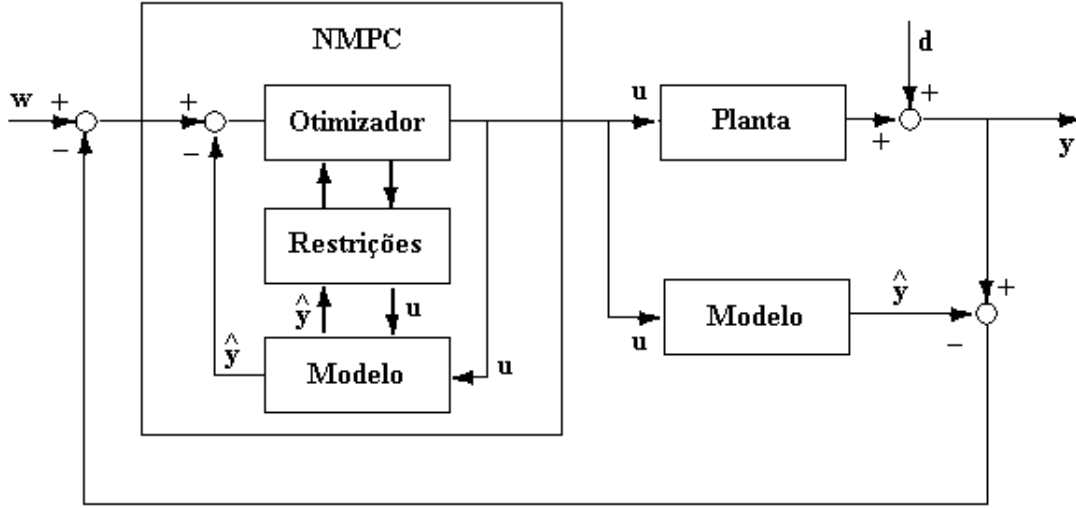 NMPC
d
w + + u + 
− − Otimizador Planta + y
Restrições
ŷ u ŷ +
ŷ Modelo u u Modelo −